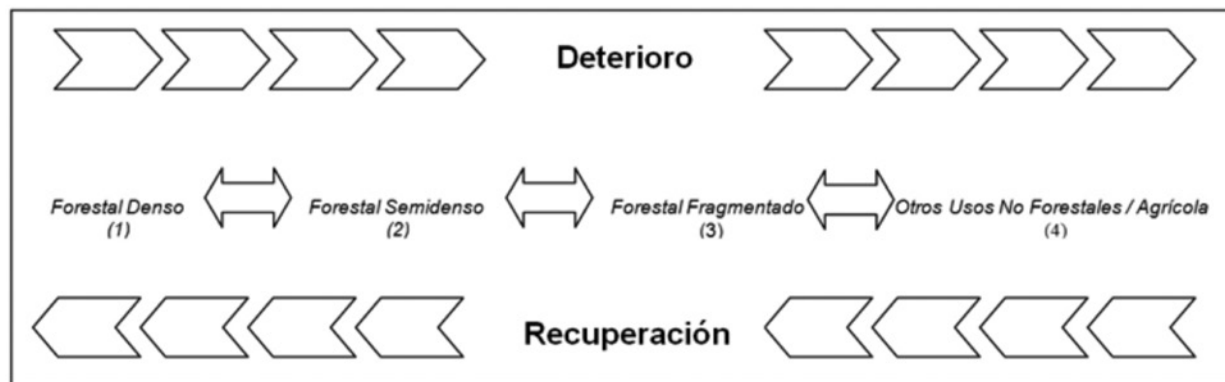 Deterioro
Forestal Denso
(1)
Forestal Semidenso
(2)
Forestal Fragmentado
(3)
Otros Usos No Forestales / Agrícola
(4)
Recuperación